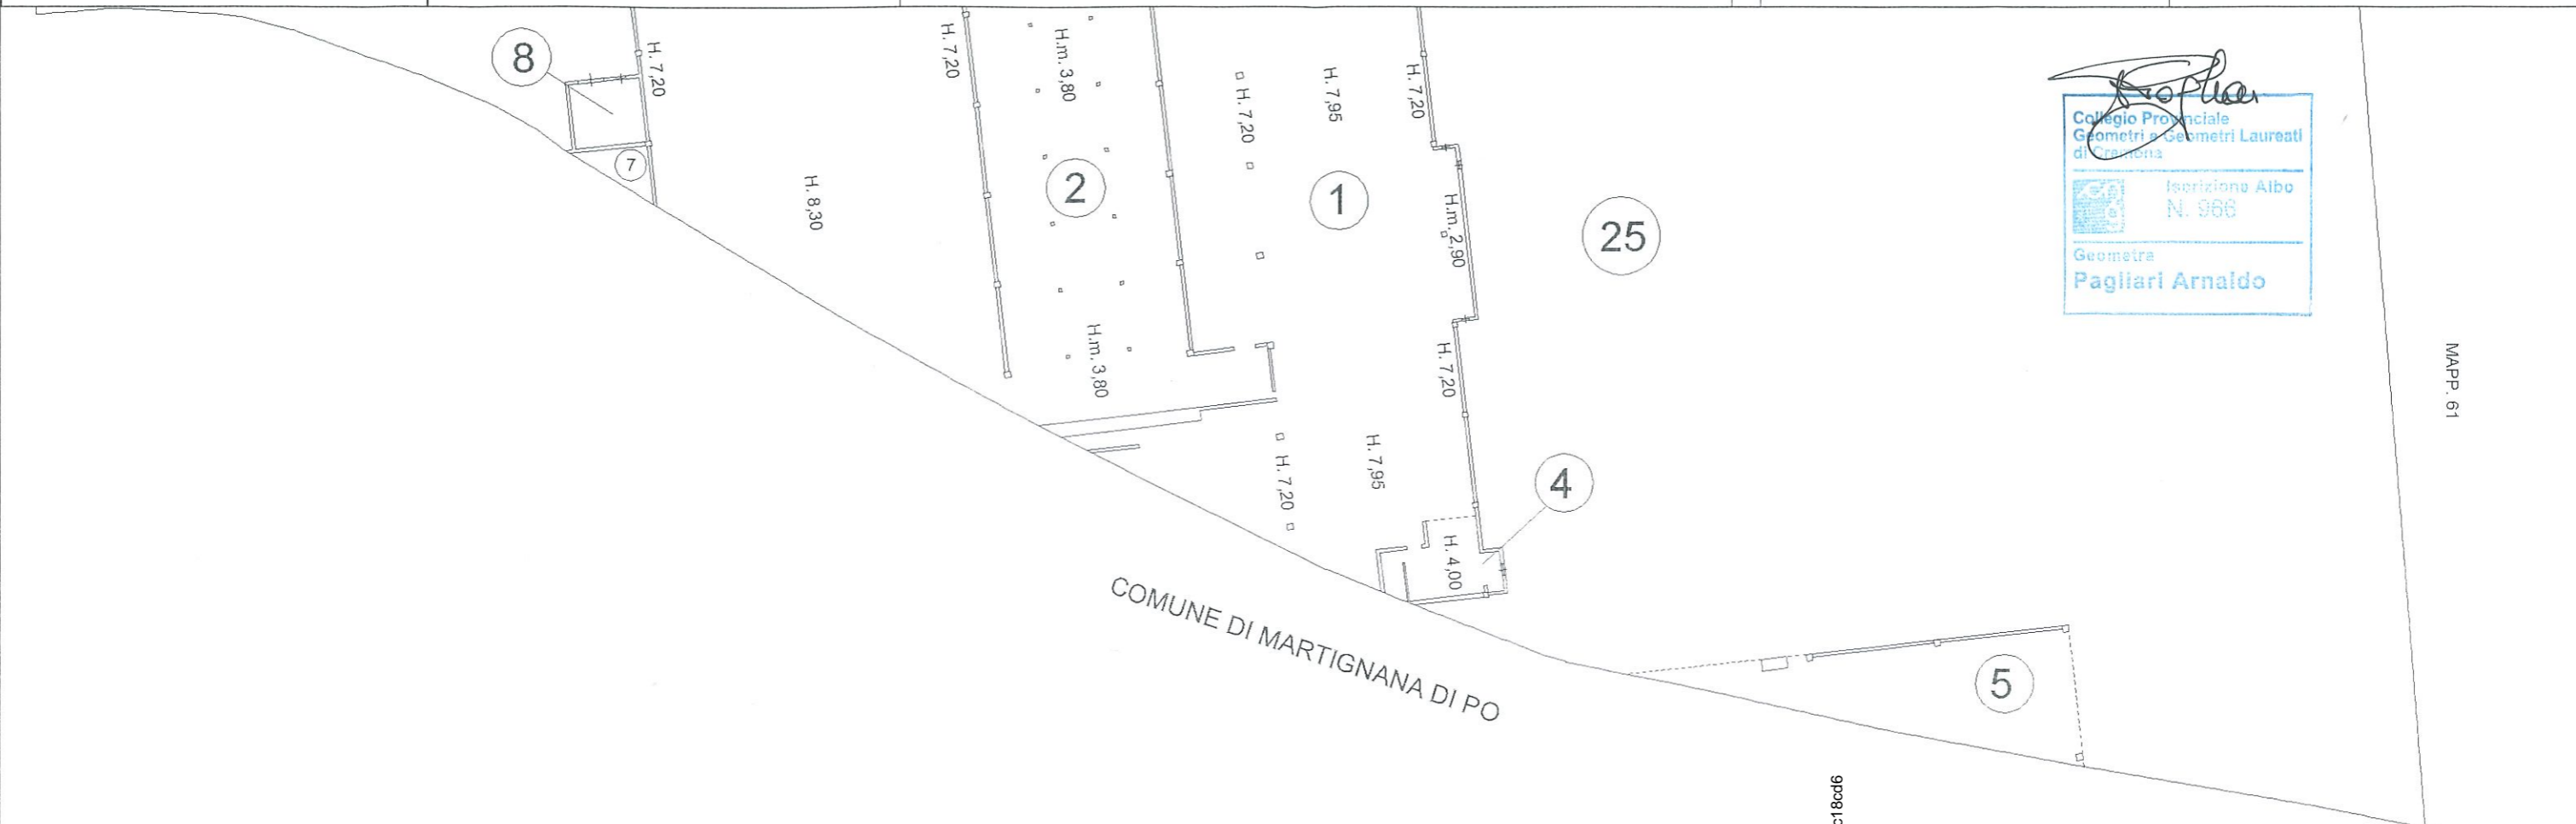 8
H. 7,20
7
H. 8,30
H. 7,20
H.m. 3,80
2
H.m. 3,80
H. 7,20
H. 7,95
1
H. 7,20
H.m. 2,90
H. 7,20
25
H. 7,20
H. 7,95
4
H. 4,00
5
COMUNE DI MARTIGNANA DI PO
MAPP. 61
Collegio Provinciale
Geometri e Geometri Laureati
di Cremona
Iscrizione Albo
N. 966
Geometra
Pagliari Arnaldo
c18cd6